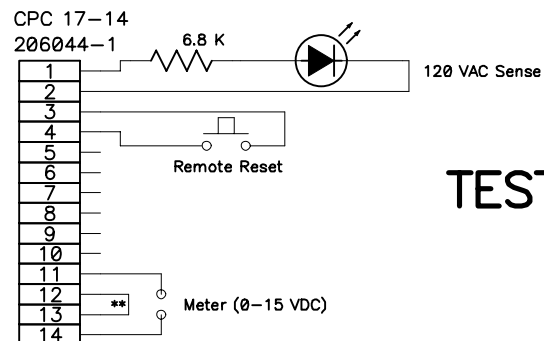 CPC 17-14
206044-1
6.8 K
120 VAC Sense
1
2
3
4
5
6
7
8
9
10
11
12
13
14
Remote Reset
TEST
**
Meter (0-15 VDC)